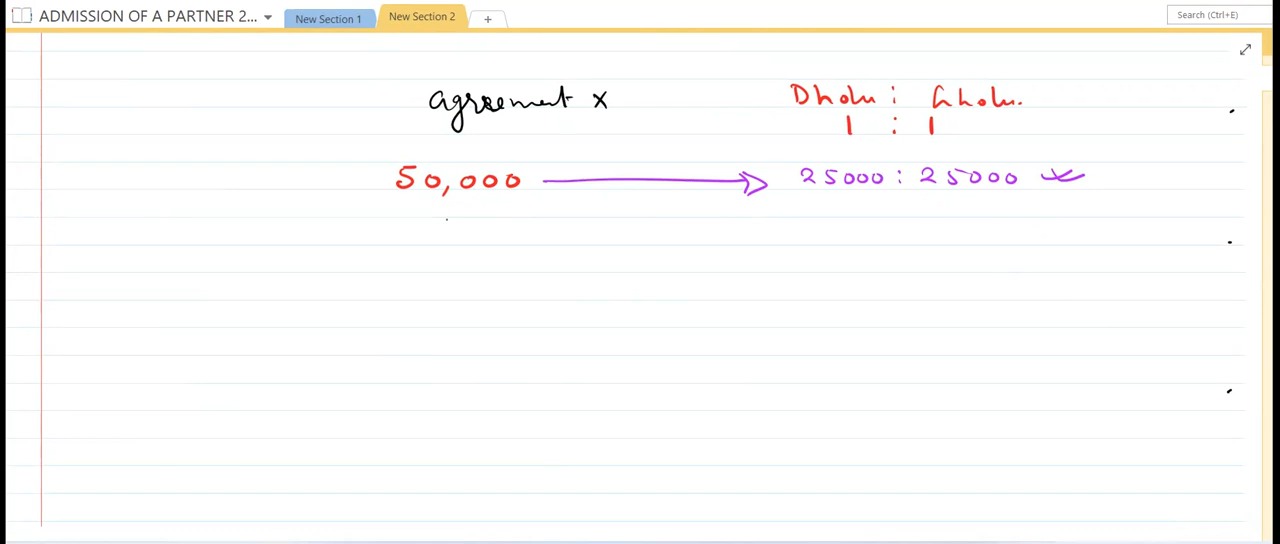 ADMISSION OF A PARTNER 2...
New Section 1
New Section 2
+
Search (Ctrl+E)
agreement x
Dholu : Gholu.
1 : 1
50,000
25000 : 25000